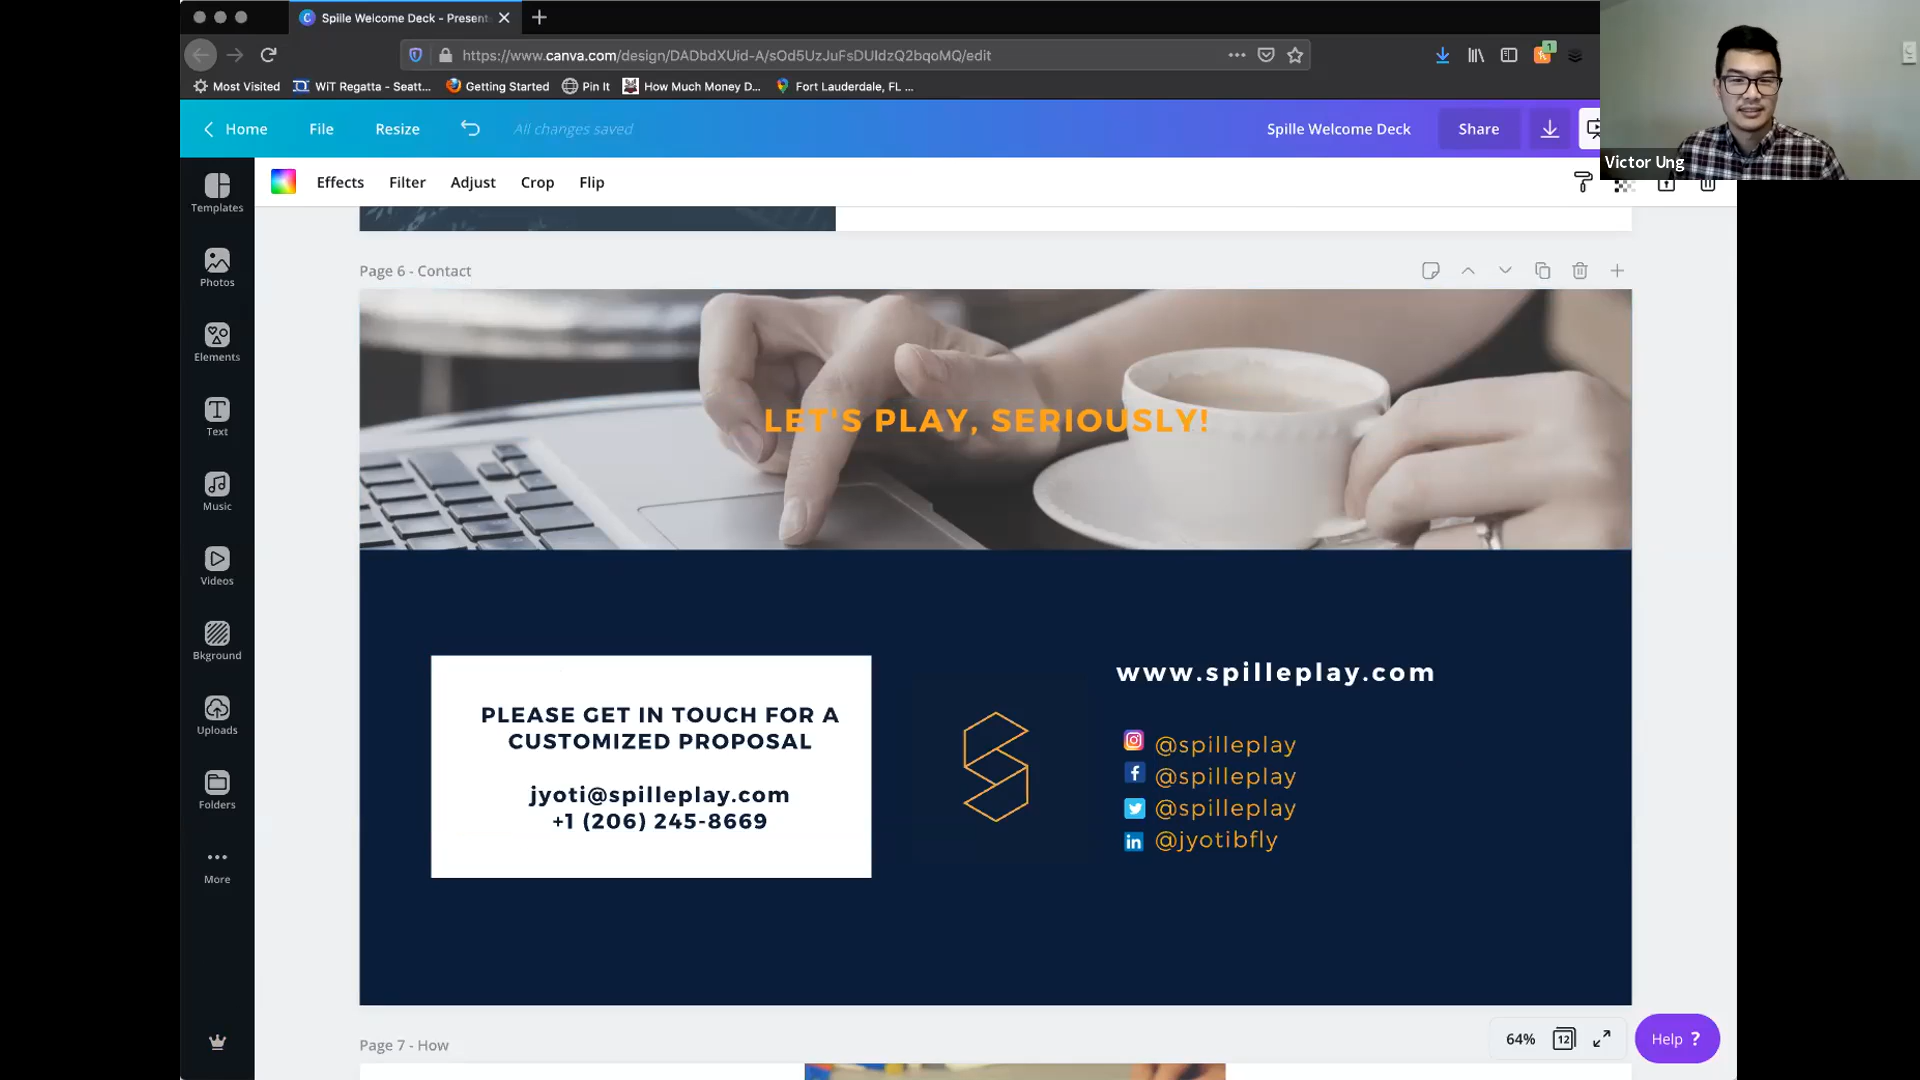 Spille Welcome Deck - Present
https://www.canva.com/design/DADbdXUid-A/sOd5UzJuFsDUIdzQ2bqoMQ/edit
1
Most Visited
WIT Regatta - Seatt...
Getting Started
Pin It
How Much Money D...
Fort Lauderdale, FL ...
Home
File
Resize
All changes saved
Spille Welcome Deck
Share
Victor Ung
Effects
Filter
Adjust
Crop
Flip
Templates
Photos
Elements
Text
Music
Videos
Bkground
Uploads
Folders
More
Page 6 - Contact
LET'S PLAY, SERIOUSLY!
PLEASE GET IN TOUCH FOR A
CUSTOMIZED PROPOSAL
jyoti@spilleplay.com
+1 (206) 245-8669
www.spilleplay.com
@spilleplay
@spilleplay
@spilleplay
@jyotibfly
Page 7 - How
64%
12
Help ?